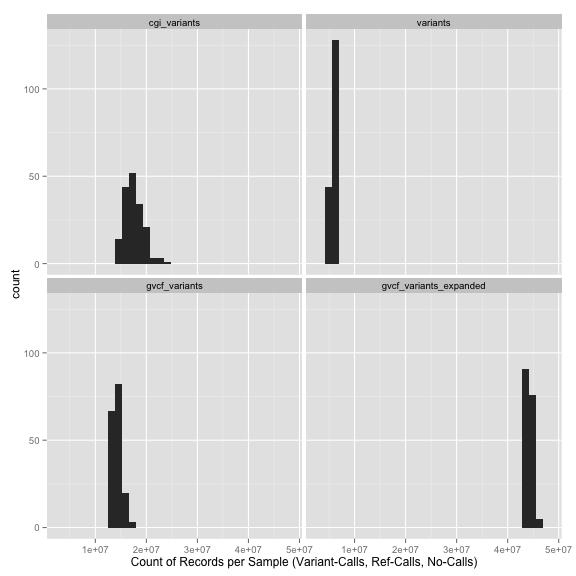 cgi_variants variants
100
50
0
count
gvcf_variants gvcf_variants_expanded
100
50
0
1e+07 2e+07 3e+07 4e+07 5e+07 1e+07 2e+07 3e+07 4e+07 5e+07
Count of Records per Sample (Variant-Calls, Ref-Calls, No-Calls)